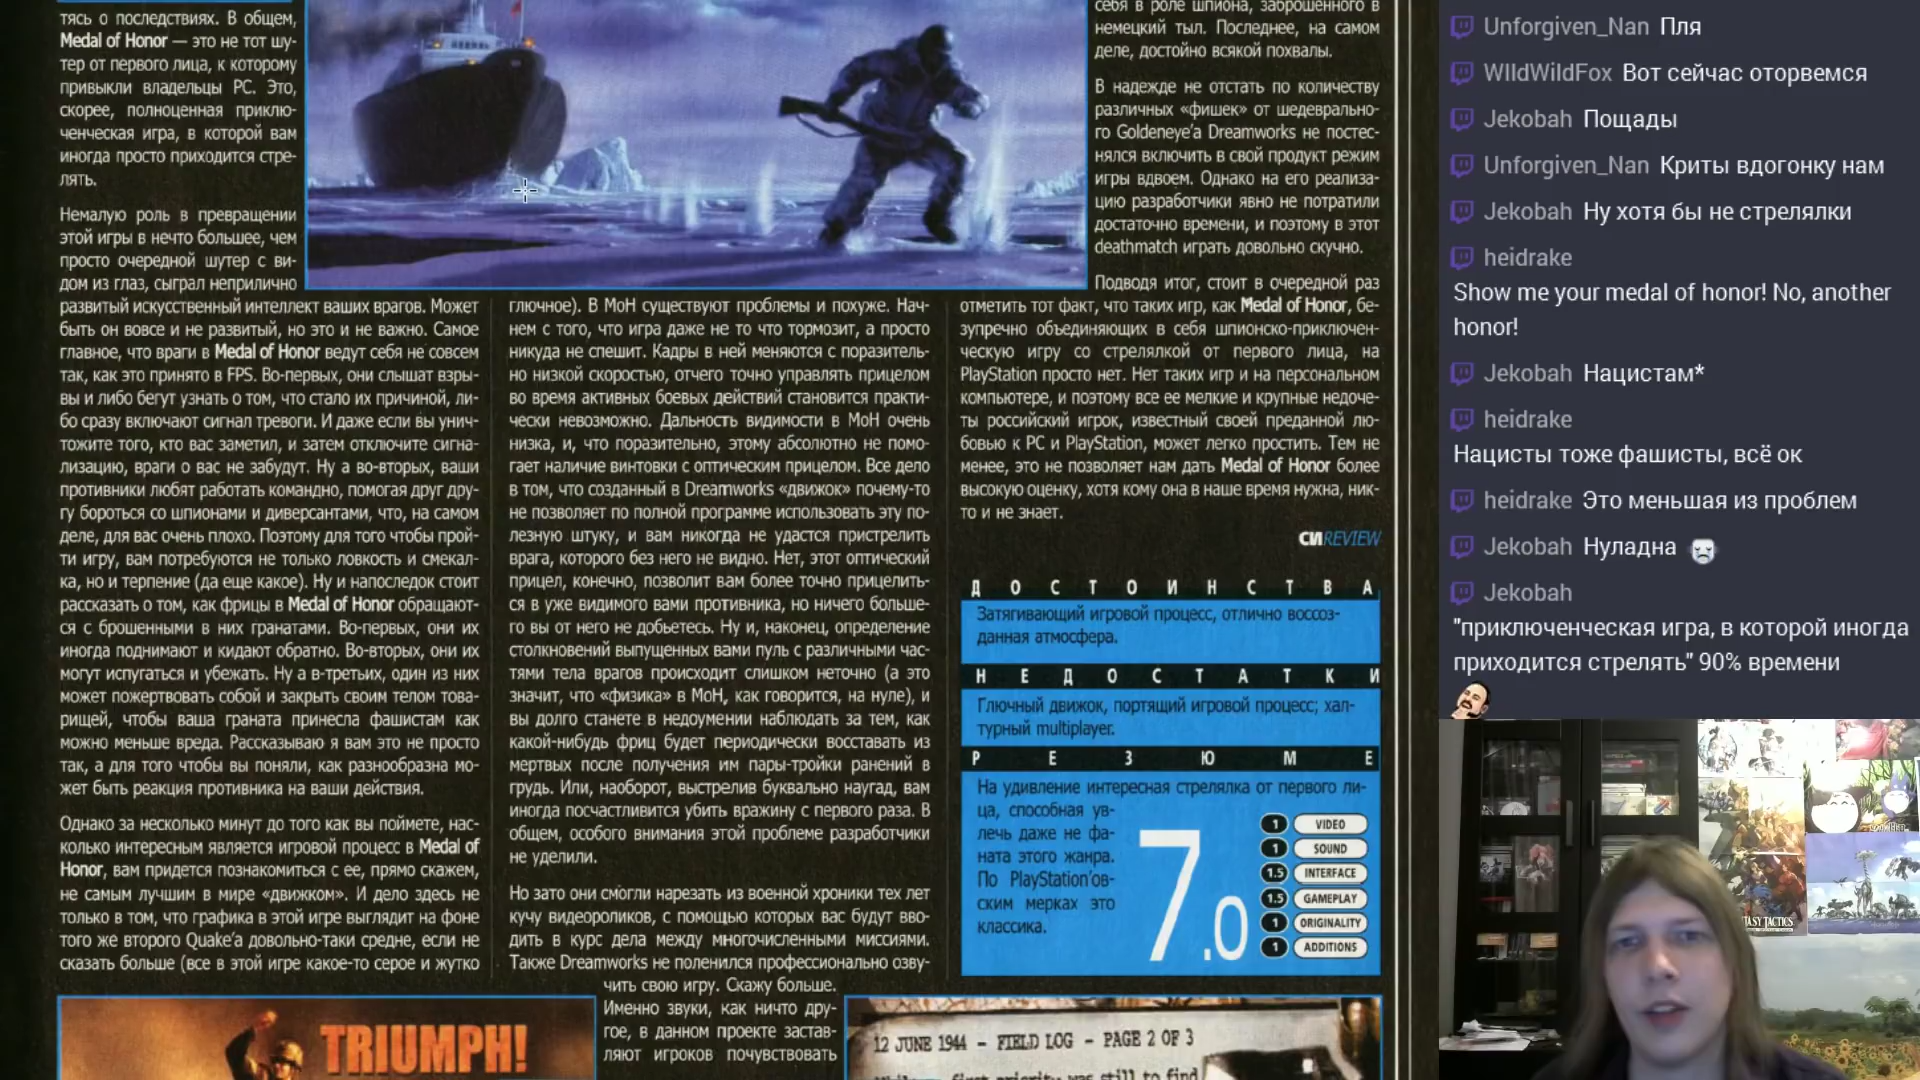 тясь о последствиях. В общем,
Medal of Honor — это не тот шу-
тер от первого лица, к которому
привыкли владельцы PC. Это,
скорее, полноценная приклю-
ченческая игра, в которой вам
иногда просто приходится стре-
лять.
Немалую роль в превращении
этой игры в нечто большее, чем
просто очередной шутер с ви-
дом из глаз, сыграл неприлично
развитый искусственный интеллект ваших врагов. Может
быть он вовсе и не развитый, но это и не важно. Самое
главное, что враги в Medal of Honor ведут себя не совсем
так, как это принято в FPS. Во-первых, они слышат взры-
вы и либо бегут узнать о том, что стало их причиной, ли-
бо сразу включают сигнал тревоги. И даже если вы унич-
тожите того, кто вас заметил, и затем отключите сигна-
лизацию, враги о вас не забудут. Ну а во-вторых, ваши
противники любят работать командно, помогая друг дру-
гу бороться со шпионами и диверсантами, что, на самом
деле, для вас очень плохо. Поэтому для того чтобы прой-
ти игру, вам потребуются не только ловкость и смекал-
ка, но и терпение (да еще какое). Ну и напоследок стоит
рассказать о том, как фрицы в Medal of Honor обращают-
ся с брошенными в них гранатами. Во-первых, они их
иногда поднимают и кидают обратно. Во-вторых, они их
могут испугаться и убежать. Ну а в-третьих, один из них
может пожертвовать собой и закрыть своим телом това-
рищей, чтобы ваша граната принесла фашистам как
можно меньше вреда. Рассказываю я вам это не просто
так, а для того чтобы вы поняли, как разнообразна мо-
жет быть реакция противника на ваши действия.
Однако за несколько минут до того как вы поймете, нас-
колько интересным является игровой процесс в Medal of
Honor, вам придется познакомиться с ее, прямо скажем,
не самым лучшим в мире «движком». И дело здесь не
только в том, что графика в этой игре выглядит на фоне
того же второго Quake'а довольно-таки средне, если не
сказать больше (все в этой игре какое-то серое и жутко
глючное). В MoH существуют проблемы и похуже. Нач-
нем с того, что игра даже не то что тормозит, а просто
никуда не спешит. Кадры в ней меняются с поразитель-
но низкой скоростью, отчего точно управлять прицелом
во время активных боевых действий становится практи-
чески невозможно. Дальность видимости в MoH очень
низка, и, что поразительно, этому абсолютно не помо-
гает наличие винтовки с оптическим прицелом. Все дело
в том, что созданный в Dreamworks «движок» почему-то
не позволяет по полной программе использовать эту по-
лезную штуку, и вам никогда не удастся пристрелить
врага, которого без него не видно. Нет, этот оптический
прицел, конечно, позволит вам более точно прицелить-
ся в уже видимого вами противника, но ничего больше-
го вы от него не добьетесь. Ну и, наконец, определение
столкновений выпущенных вами пуль с различными час-
тями тела врагов происходит слишком неточно (а это
значит, что «физика» в MoH, как говорится, на нуле), и
вы долго станете в недоумении наблюдать за тем, как
какой-нибудь фриц будет периодически восставать из
мертвых после получения им пары-тройки ранений в
грудь. Или, наоборот, выстрелив буквально наугад, вам
иногда посчастливится убить вражину с первого раза. В
общем, особого внимания этой проблеме разработчики
не уделили.
Но зато они смогли нарезать из военной хроники тех лет
кучу видеороликов, с помощью которых вас будут вво-
дить в курс дела между многочисленными миссиями.
Также Dreamworks не поленился профессионально озву-
чить свою игру. Скажу больше.
Именно звуки, как ничто дру-
гое, в данном проекте застав-
ляют игроков почувствовать
себя в роле шпиона, заброшенного в
немецкий тыл. Последнее, на самом
деле, достойно всякой похвалы.
В надежде не отстать по количеству
различных «фишек» от шедеврально-
го Goldeneye'а Dreamworks не постес-
нялся включить в свой продукт режим
игры вдвоем. Однако на его реализа-
цию разработчики явно не потратили
достаточно времени, и поэтому в этот
deathmatch играть довольно скучно.
Подводя итог, стоит в очередной раз
отметить тот факт, что таких игр, как Medal of Honor, бе-
зупречно объединяющих в себя шпионско-приключен-
ческую игру со стрелялкой от первого лица, на
PlayStation просто нет. Нет таких игр и на персональном
компьютере, и поэтому все ее мелкие и крупные недоче-
ты российский игрок, известный своей преданной лю-
бовью к PC и PlayStation, может легко простить. Тем не
менее, это не позволяет нам дать Medal of Honor более
высокую оценку, хотя кому она в наше время нужна, ник-
то и не знает.
СИREVIEW
ДОСТОИНСТВА
Затягивающий игровой процесс, отлично воссоз-
данная атмосфера.
НЕДОСТАТКИ
Глючный движок, портящий игровой процесс; хал-
турный multiplayer.
РЕЗЮМЕ
На удивление интересная стрелялка от первого ли-
ца, способная ув-
лечь даже не фа-
ната этого жанра.
По PlayStation'ов-
ским мерках это
классика.
7.0
1 VIDEO
1 SOUND
1.5 INTERFACE
1.5 GAMEPLAY
1 ORIGINALITY
1 ADDITIONS
TRIUMPH!
12 JUNE 1944 - FIELD LOG - PAGE 2 OF 3
first priority was still to find
Unforgiven_Nan Пля
WIldWildFox Вот сейчас оторвемся
Jekobah Пощады
Unforgiven_Nan Криты вдогонку нам
Jekobah Ну хотя бы не стрелялки
heidrake
Show me your medal of honor! No, another
honor!
Jekobah Нацистам*
heidrake
Нацисты тоже фашисты, всё ок
heidrake Это меньшая из проблем
Jekobah Нуладна
Jekobah
"приключенческая игра, в которой иногда
приходится стрелять" 90% времени
TASY TACTICS